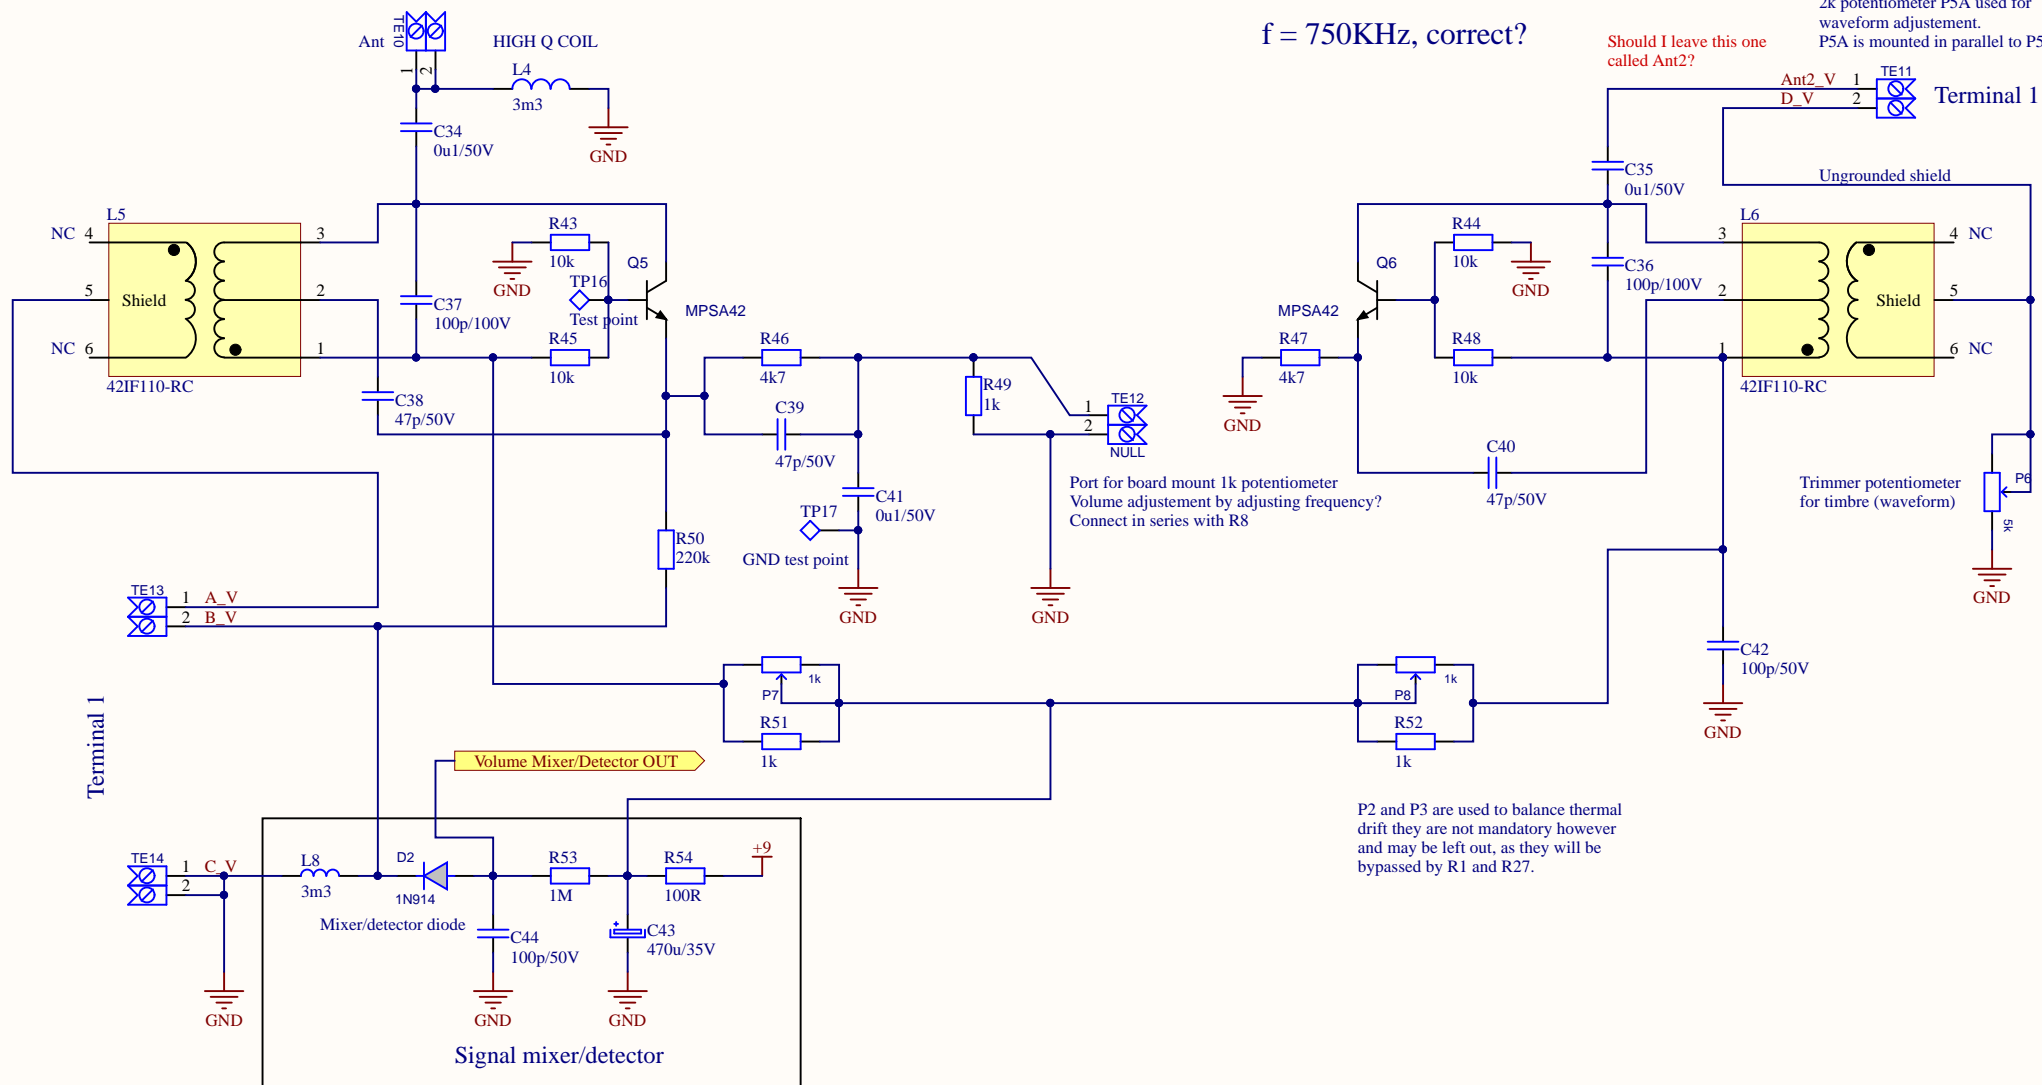 Ant
TE10
1
2
HIGH Q COIL
L4
3m3
GND
C34
0u1/50V
f = 750KHz, correct?
Should I leave this one
called Ant2?
2k potentiometer P5A used for
waveform adjustement.
P5A is mounted in parallel to P5
TE11
Ant2_V 1
D_V 2
Terminal 1
C35
0u1/50V
Ungrounded shield
L5
NC 4
5
NC 6
Shield
3
2
1
42IF110-RC
C37
100p/100V
R43
10k
GND
TP16
Test point
R45
10k
Q5
MPSA42
C38
47p/50V
R46
4k7
C39
47p/50V
R49
1k
TE12
1
2
NULL
C41
0u1/50V
TP17
GND test point
GND
GND
R50
220k
Port for board mount 1k potentiometer
Volume adjustement by adjusting frequency?
Connect in series with R8
Q6
MPSA42
R44
10k
GND
C36
100p/100V
R47
4k7
GND
R48
10k
C40
47p/50V
L6
3
2
1
Shield
4 NC
5
6 NC
42IF110-RC
Trimmer potentiometer
for timbre (waveform)
P6
5k
GND
TE13
1 A_V
2 B_V
P7
1k
R51
1k
P8
1k
R52
1k
C42
100p/50V
GND
Terminal 1
Volume Mixer/Detector OUT
P2 and P3 are used to balance thermal
drift they are not mandatory however
and may be left out, as they will be
bypassed by R1 and R27.
TE14
1 C_V
2
GND
L8
3m3
D2
1N914
Mixer/detector diode
R53
1M
R54
100R
+9
C44
100p/50V
GND
+
C43
470u/35V
GND
Signal mixer/detector